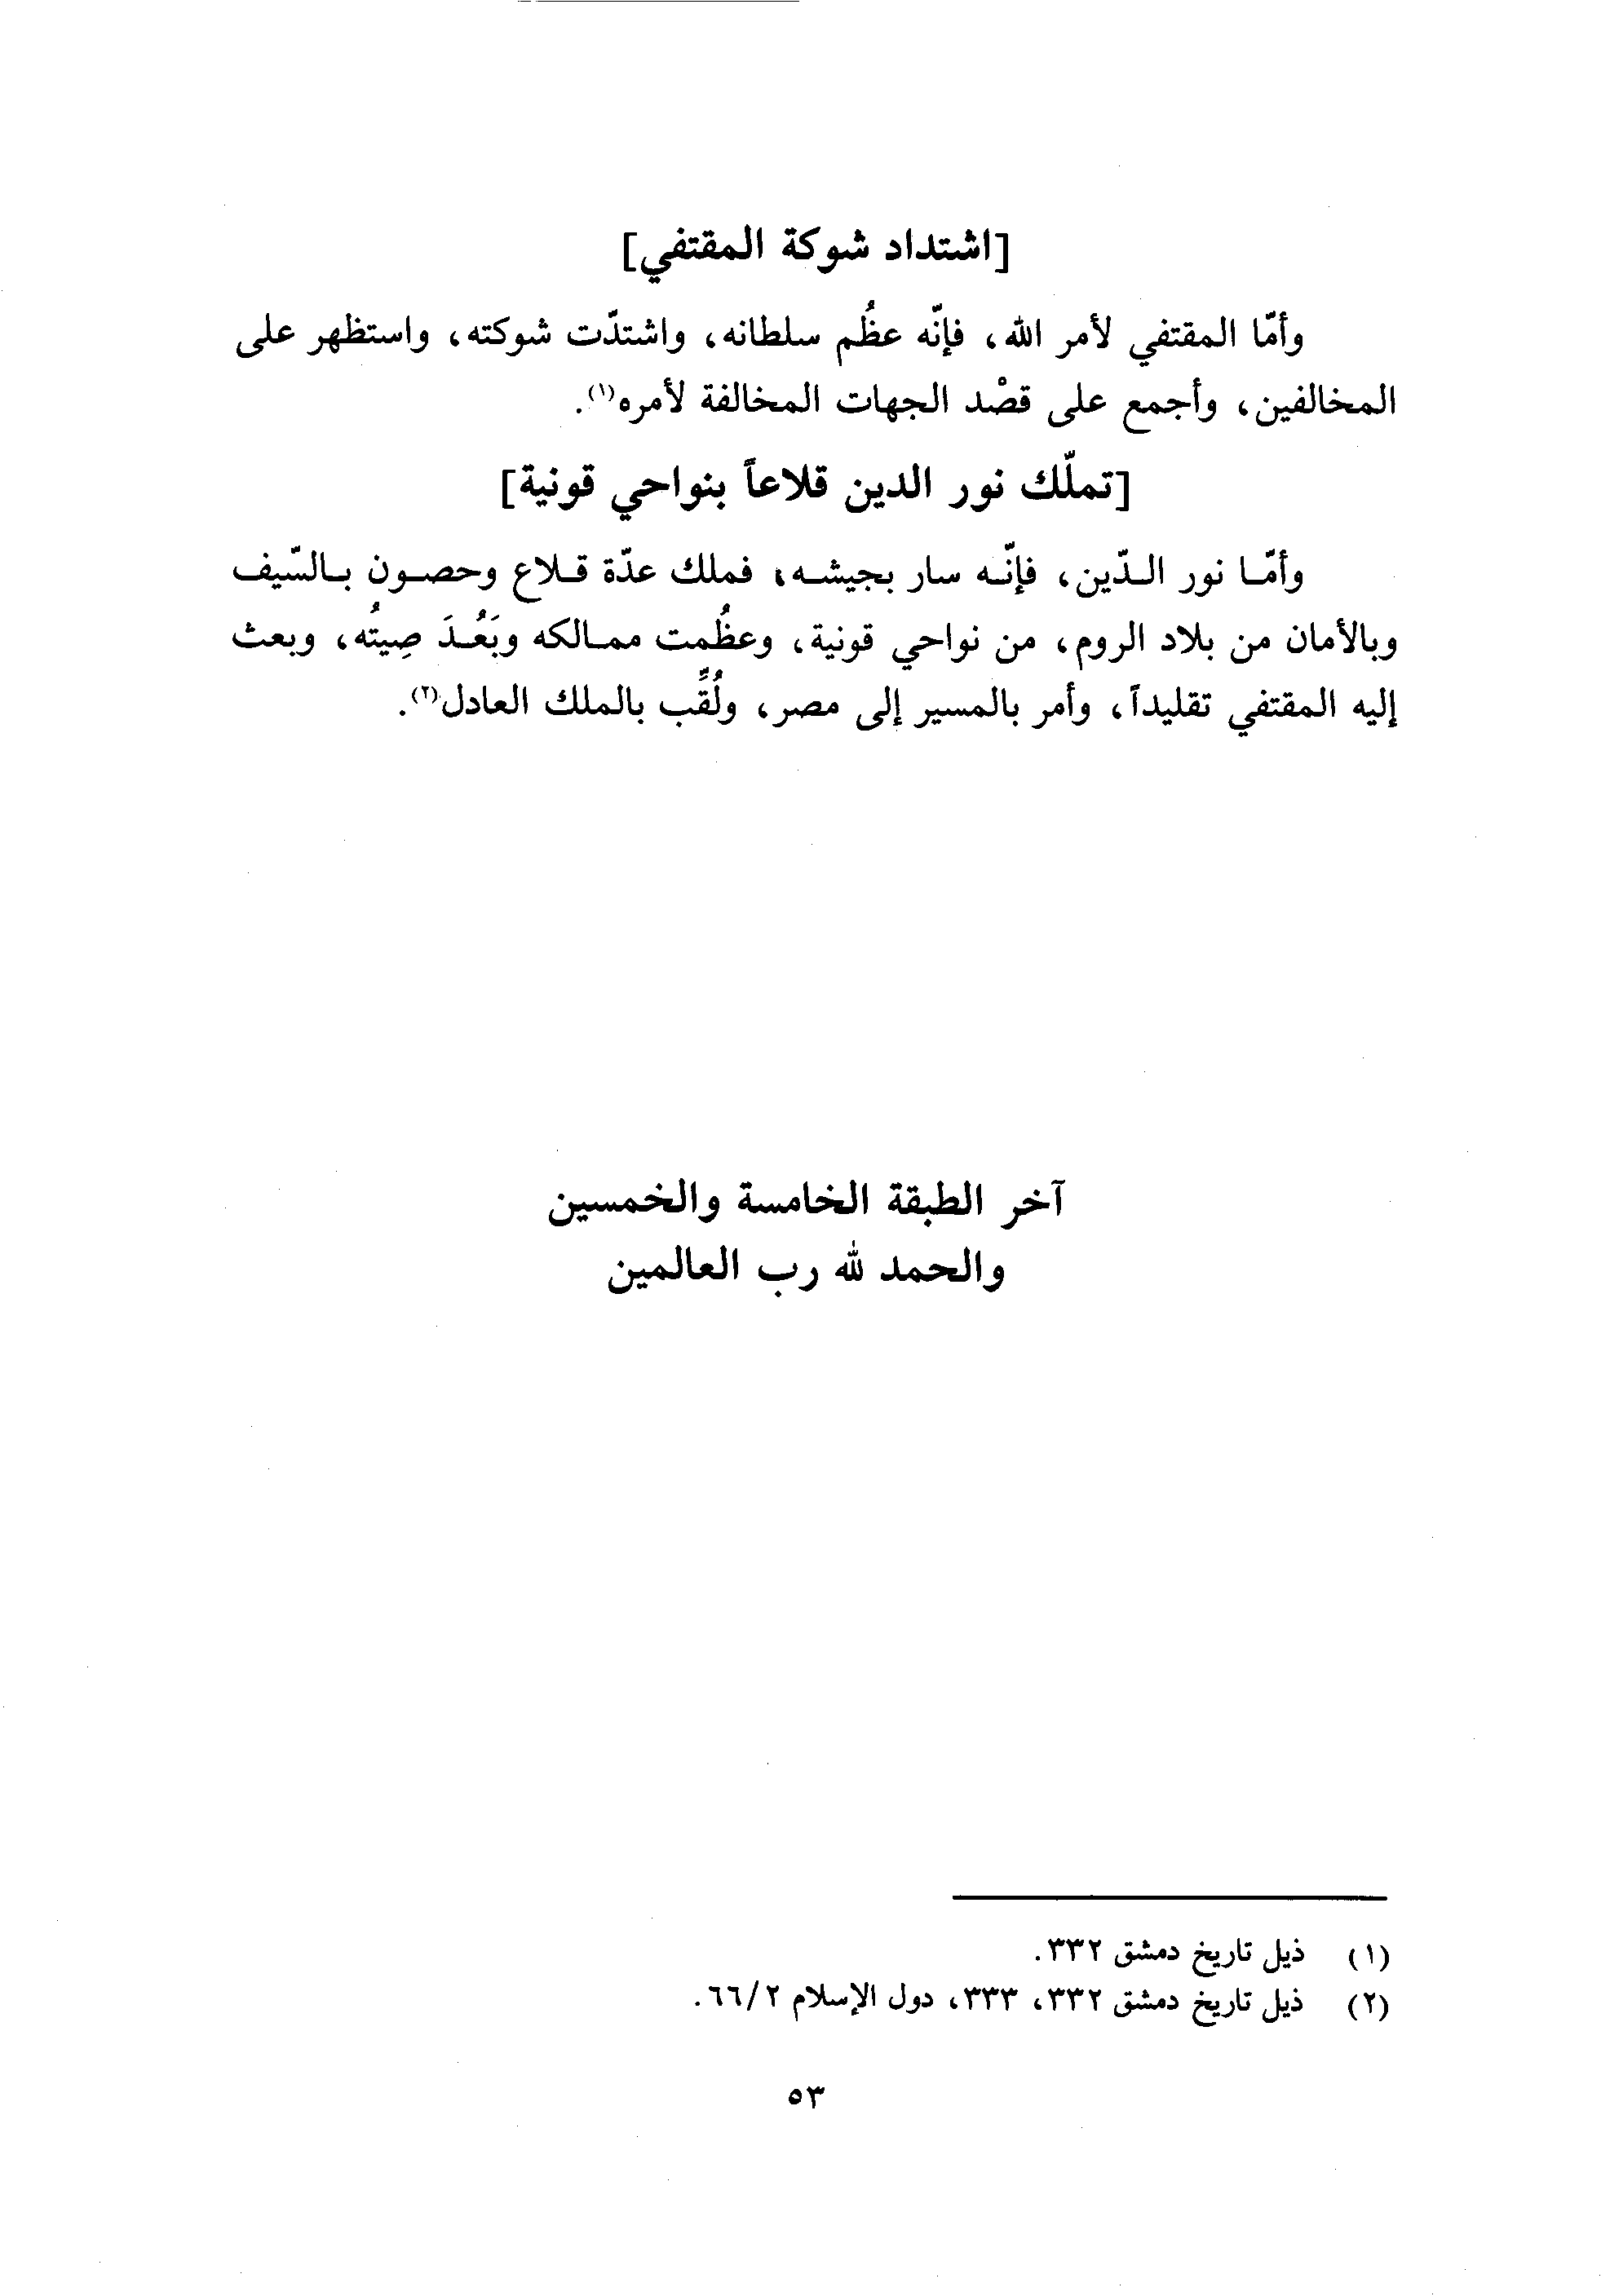 [اشتداد شوكة المقتفي]
وأمّا المقتفي لأمر الله، فإنّه عظُم سلطانه، واشتدّت شوكته، واستظهر على
المخالفين، وأجمع على قصْد الجهات المخالفة لأمره(١).
[تملّك نور الدين قلاعاً بنواحي قونية]
وأمّا نور الدّين، فإنّه سار بجيشه، فملك عدّة قلاع وحصون بالسّيف
وبالأمان من بلاد الروم، من نواحي قونية، وعظُمت ممالكه وبَعُدَ صِيتُه، وبعث
إليه المقتفي تقليداً، وأمر بالمسير إلى مصر، ولُقِّب بالملك العادل(٢).
آخر الطبقة الخامسة والخمسين
والحمد لله رب العالمين
(١) ذيل تاريخ دمشق ٣٣٢.
(٢) ذيل تاريخ دمشق ٣٣٢، ٣٣٣، دول الإسلام ٦٦/٢.
٥٣